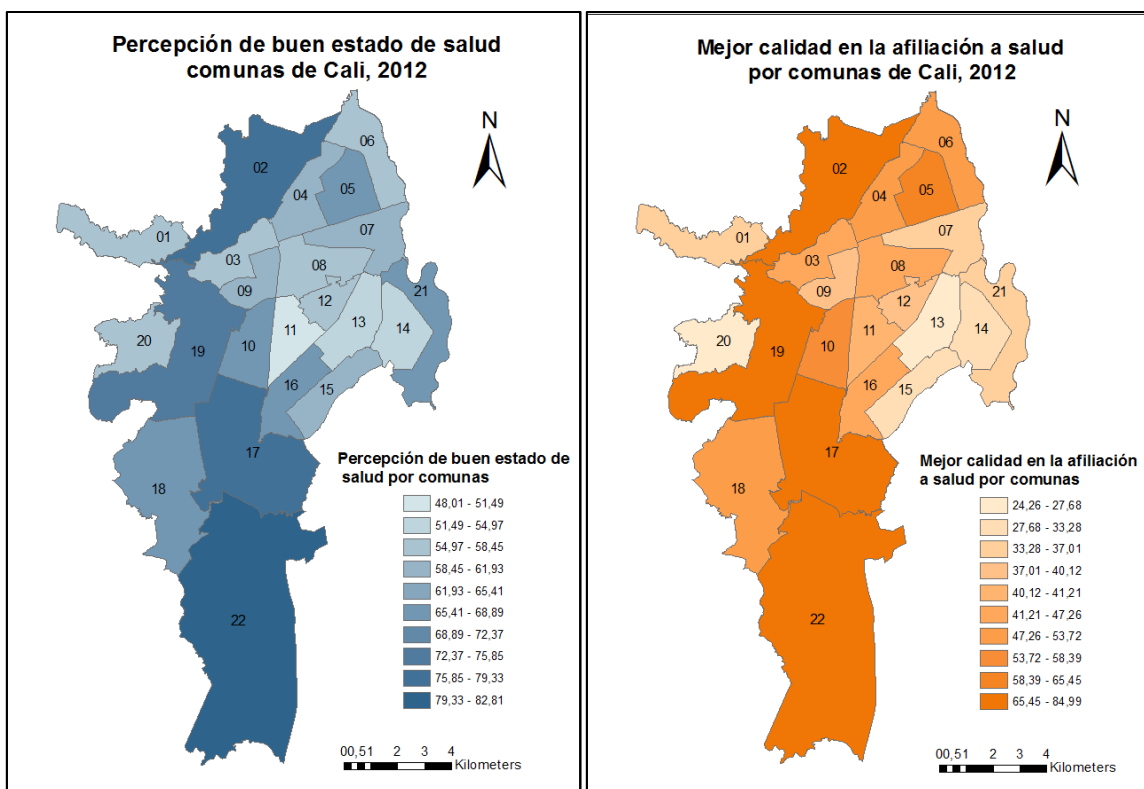 Percepción de buen estado de salud
comunas de Cali, 2012
N
02
06
04
05
01
07
03
08
09
12
21
11
13
14
20
19
10
16
15
17
18
22
Percepción de buen estado de
salud por comunas
48,01 - 51,49
51,49 - 54,97
54,97 - 58,45
58,45 - 61,93
61,93 - 65,41
65,41 - 68,89
68,89 - 72,37
72,37 - 75,85
75,85 - 79,33
79,33 - 82,81
00,51 2 3 4
Kilometers
Mejor calidad en la afiliación a salud
por comunas de Cali, 2012
N
02
06
04
05
01
07
03
08
09
12
21
11
13
14
20
19
10
16
15
17
18
22
Mejor calidad en la afiliación
a salud por comunas
24,26 - 27,68
27,68 - 33,28
33,28 - 37,01
37,01 - 40,12
40,12 - 41,21
41,21 - 47,26
47,26 - 53,72
53,72 - 58,39
58,39 - 65,45
65,45 - 84,99
00,51 2 3 4
Kilometers